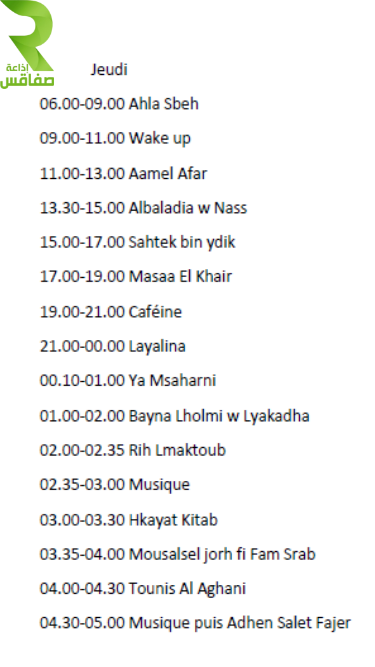 إذاعة
صفاقس
Jeudi
06.00-09.00 Ahla Sbeh
09.00-11.00 Wake up
11.00-13.00 Aamel Afar
13.30-15.00 Albaladia w Nass
15.00-17.00 Sahtek bin ydik
17.00-19.00 Masaa El Khair
19.00-21.00 Caféine
21.00-00.00 Layalina
00.10-01.00 Ya Msaharni
01.00-02.00 Bayna Lholmi w Lyakadha
02.00-02.35 Rih Lmaktoub
02.35-03.00 Musique
03.00-03.30 Hkayat Kitab
03.35-04.00 Mousalsel jorh fi Fam Srab
04.00-04.30 Tounis Al Aghani
04.30-05.00 Musique puis Adhen Salet Fajer